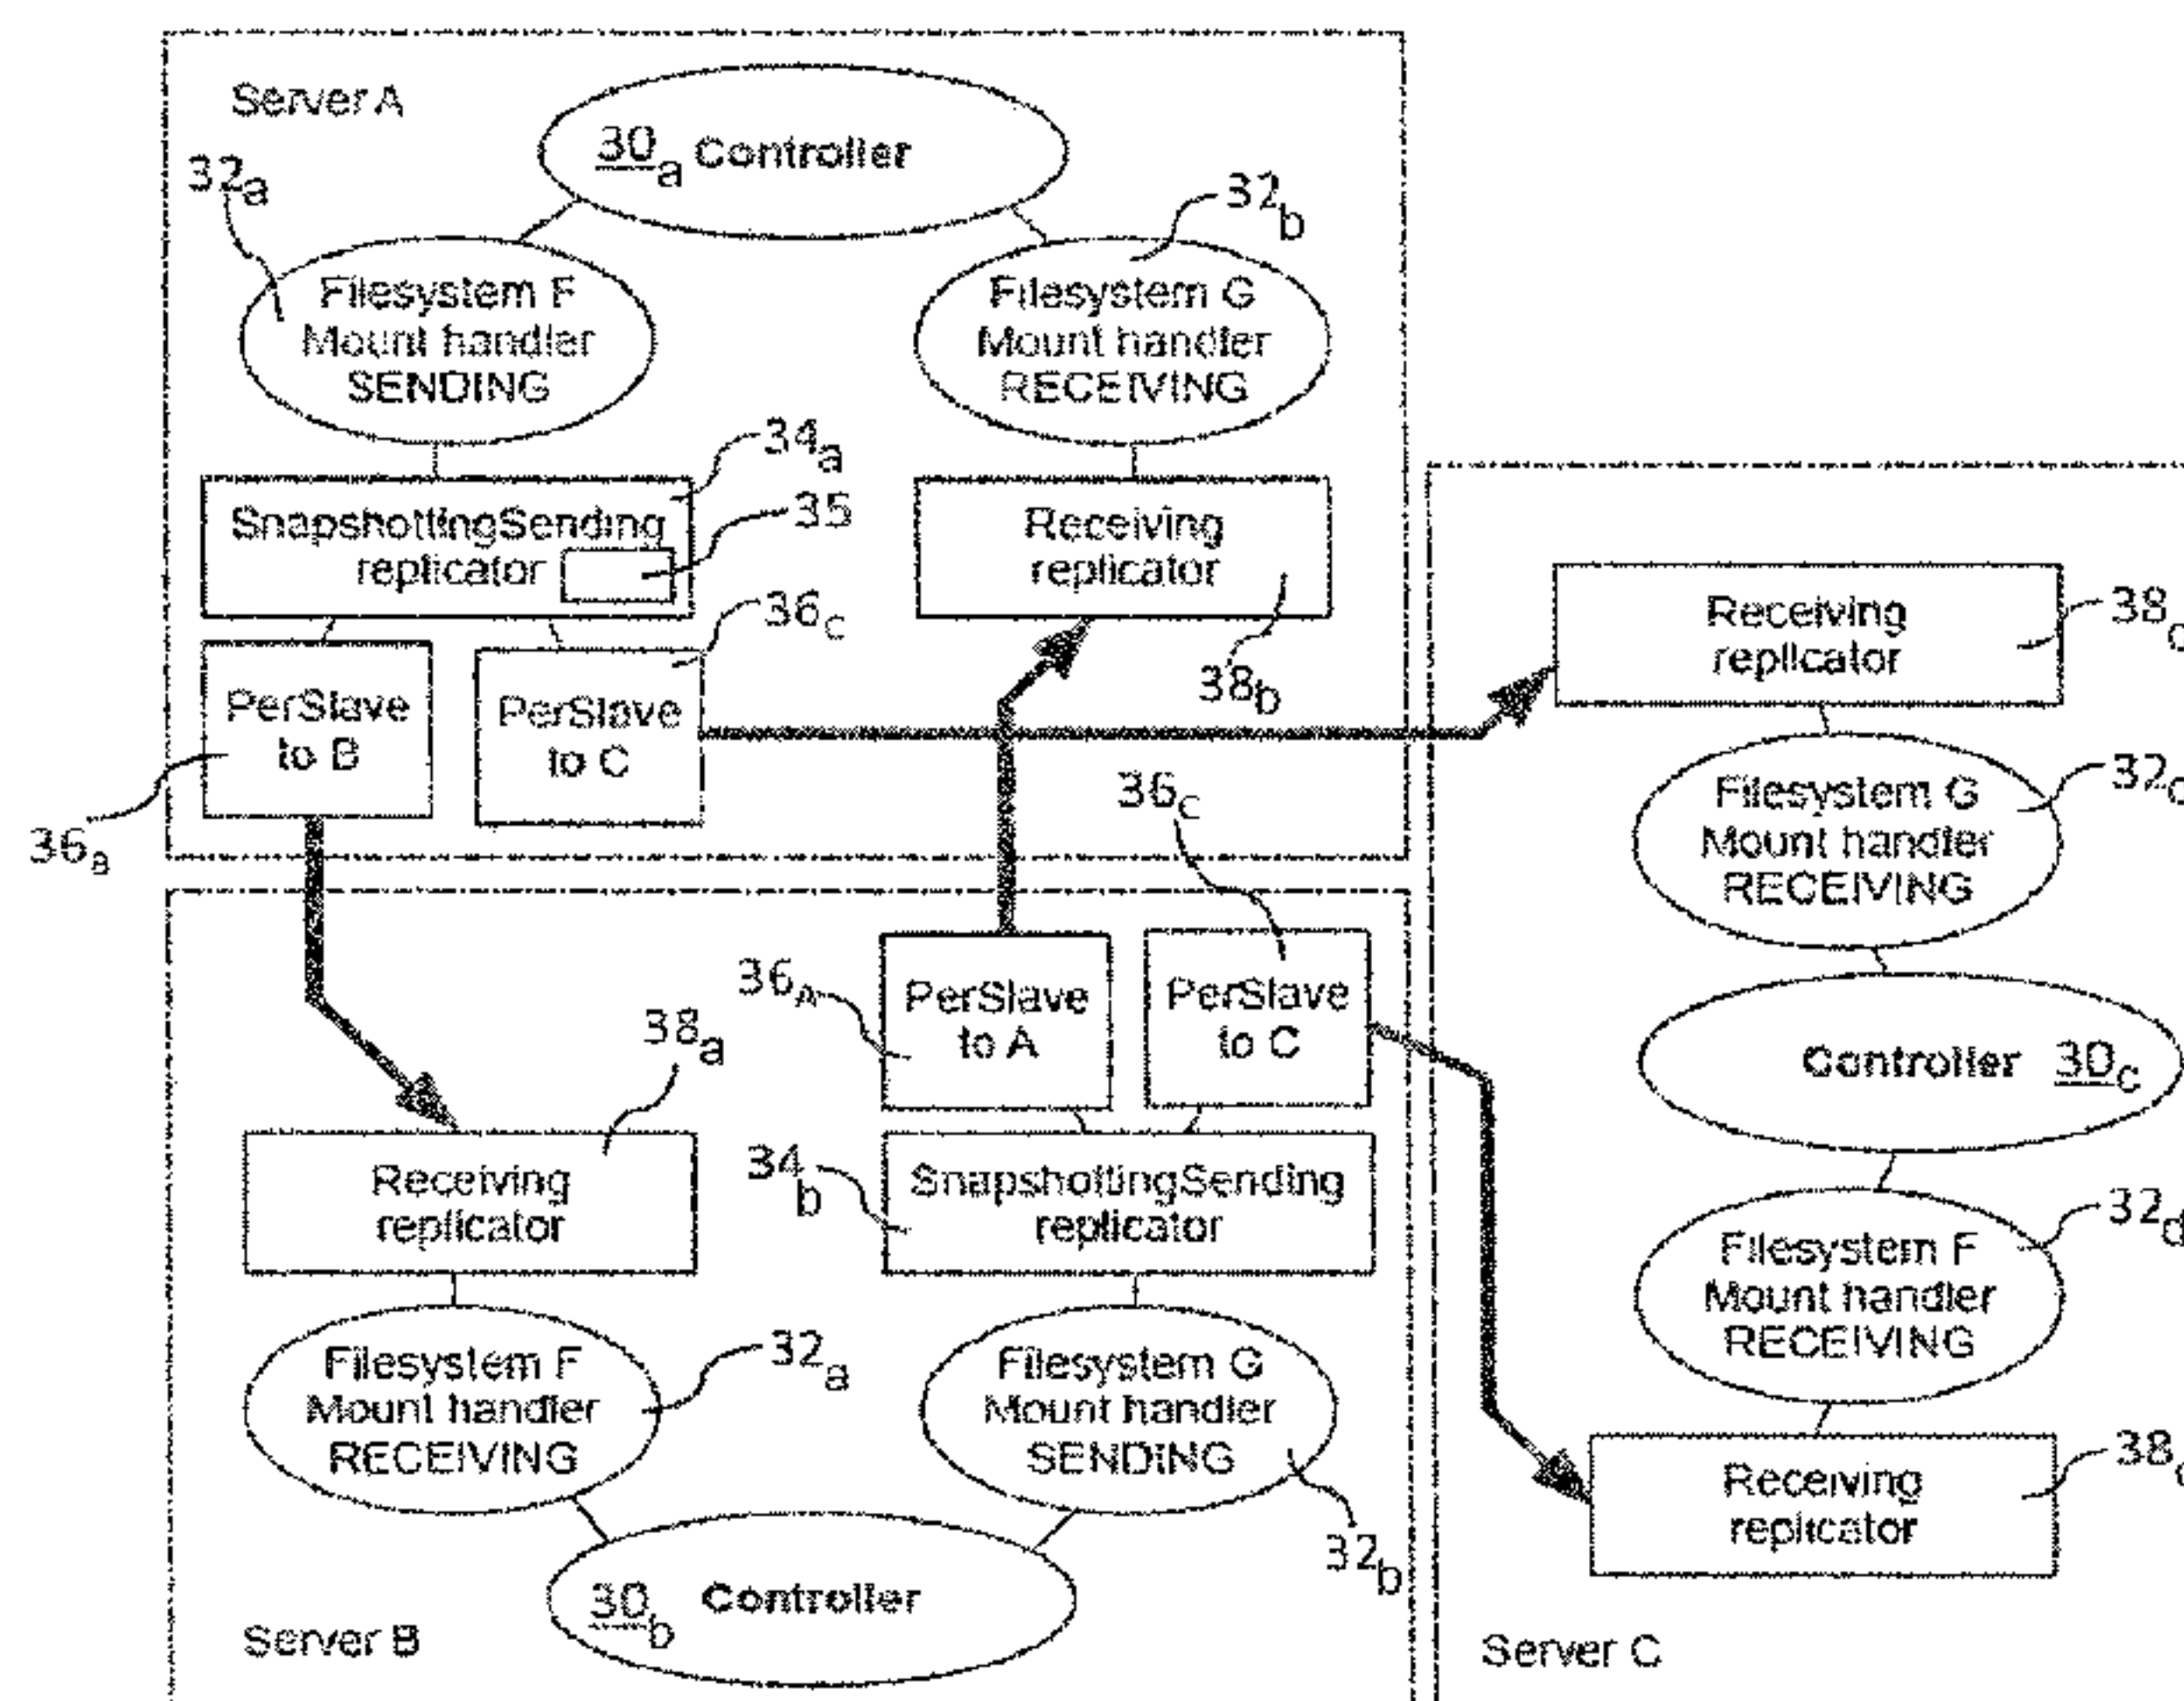 Server A
30a Controller
32a
32b
Filesystem F
Mount handler
SENDING
Filesystem G
Mount handler
RECEIVING
34a
35
SnapshottingSending
replicator
Receiving
replicator
36c
38b
PerSlave
to B
PerSlave
to C
36a
Receiving
replicator
38
32
Filesystem G
Mount handler
RECEIVING
Controller 30c
32d
Filesystem F
Mount handler
RECEIVING
38
Receiving
replicator
Server C
36c
36A
PerSlave
to A
PerSlave
to C
38a
Receiving
replicator
34b
SnapshottingSending
replicator
Filesystem F
Mount handler
RECEIVING
32a
Filesystem G
Mount handler
SENDING
32b
30b Controller
Server B